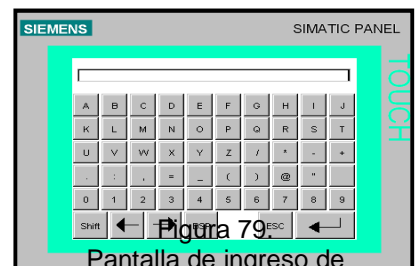 SIEMENS SIMATIC PANEL
TOUCH
A B C D E F G H I J
K L M N O P Q R S T
U V W X Y Z / * - +
. : , = _ ( ) @ "
0 1 2 3 4 5 6 7 8 9
Shift BSP ESC
Figura 79.
Pantalla de ingreso de